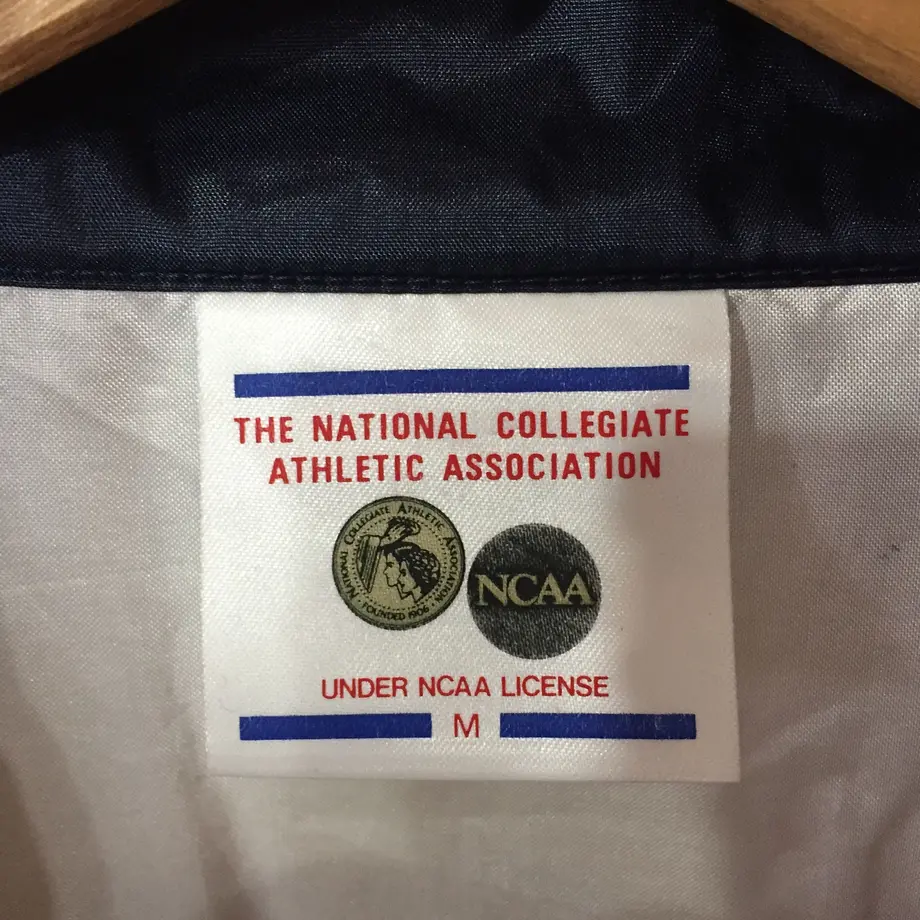 THE NATIONAL COLLEGIATE
ATHLETIC ASSOCIATION
NATIONAL COLLEGIATE ATHLETIC ASSOCIATION
FOUNDED 1906
NCAA
UNDER NCAA LICENSE
M